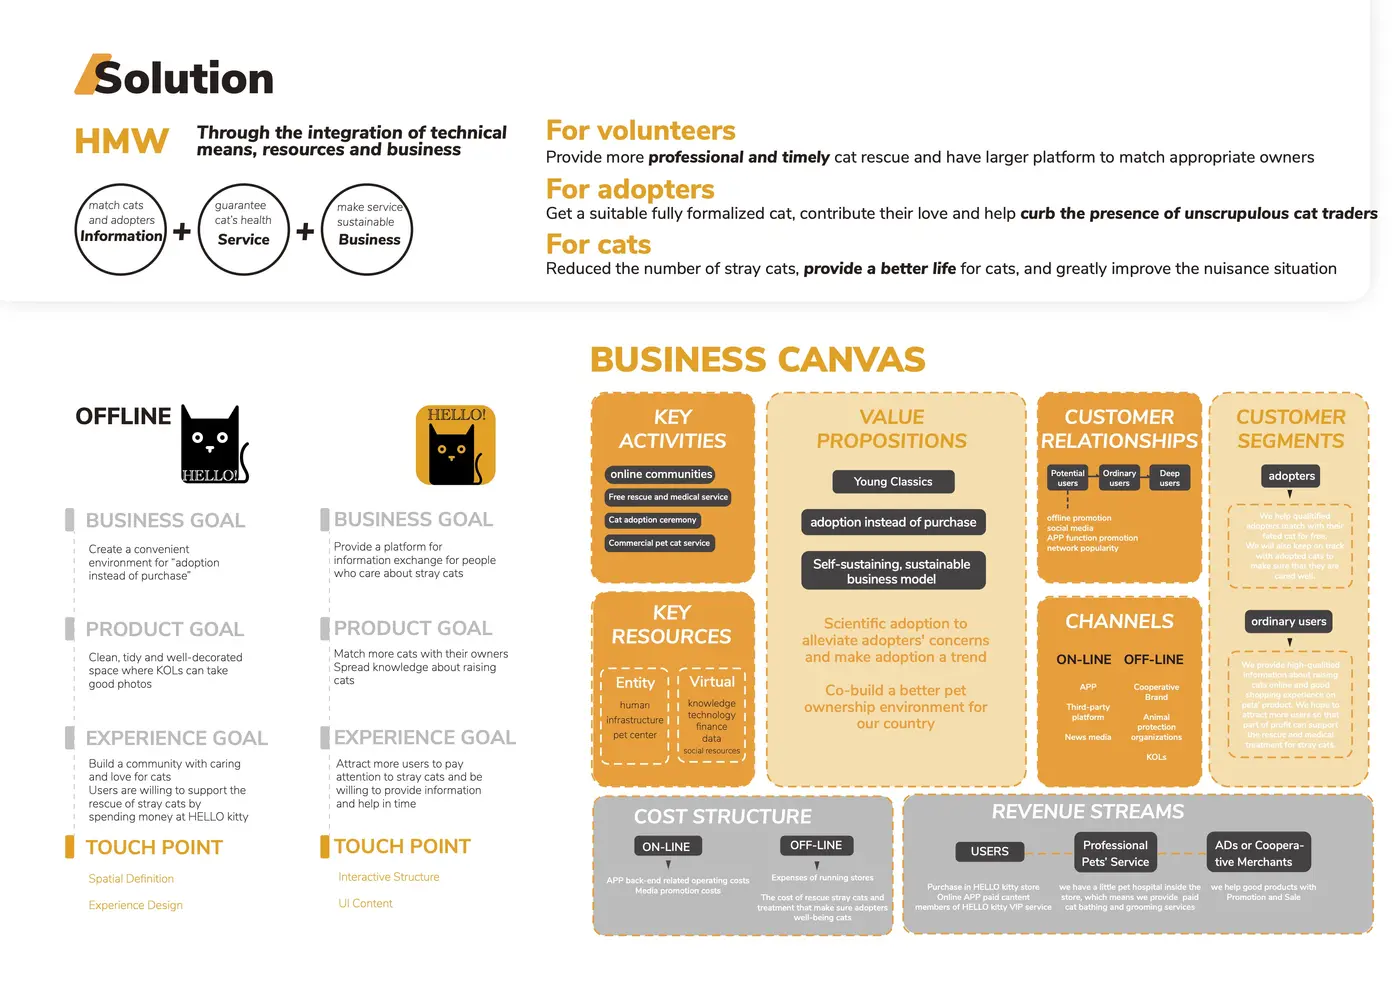 Solution
HMW
Through the integration of technical
means, resources and business
match cats
and adopters
Information
+
guarantee
cat's health
Service
+
make service
sustainable
Business
For volunteers
Provide more professional and timely cat rescue and have larger platform to match appropriate owners
For adopters
Get a suitable fully formalized cat, contribute their love and help curb the presence of unscrupulous cat traders
For cats
Reduced the number of stray cats, provide a better life for cats, and greatly improve the nuisance situation
OFFLINE
HELLO!
BUSINESS GOAL
Create a convenient
environment for "adoption
instead of purchase"
PRODUCT GOAL
Clean, tidy and well-decorated
space where KOLs can take
good photos
EXPERIENCE GOAL
Build a community with caring
and love for cats
Users are willing to support the
rescue of stray cats by
spending money at HELLO kitty
TOUCH POINT
Spatial Definition
Experience Design
HELLO!
BUSINESS GOAL
Provide a platform for
information exchange for people
who care about stray cats
PRODUCT GOAL
Match more cats with their owners
Spread knowledge about raising
cats
EXPERIENCE GOAL
Attract more users to pay
attention to stray cats and be
willing to provide information
and help in time
TOUCH POINT
Interactive Structure
UI Content
BUSINESS CANVAS
KEY
ACTIVITIES
online communities
Free rescue and medical service
Cat adoption ceremony
Commercial pet cat service
KEY
RESOURCES
Entity
human
infrastructure
pet center
Virtual
knowledge
technology
finance
data
social resources
VALUE
PROPOSITIONS
Young Classics
adoption instead of purchase
Self-sustaining, sustainable
business model
Scientific adoption to
alleviate adopters' concerns
and make adoption a trend
Co-build a better pet
ownership environment for
our country
CUSTOMER
RELATIONSHIPS
Potential
users
Ordinary
users
Deep
users
offline promotion
social media
APP function promotion
network popularity
CHANNELS
ON-LINE
APP
Third-party
platform
News media
OFF-LINE
Cooperative
Brand
Animal
protection
organizations
KOLs
CUSTOMER
SEGMENTS
adopters
We help qualified
adopters match with their
fated cat for free.
We will also keep on track
with adopted cats to
make sure that they are
cared well.
ordinary users
We provide high-qualified
information about raising
cats online and good
shopping experience on
pets' product. We hope to
attract more users so that
part of profit can support
the rescue and medical
treatment for stray cats.
COST STRUCTURE
ON-LINE
APP back-end related operating costs
Media promotion costs
OFF-LINE
Expenses of running stores
The cost of rescue stray cats and
treatment that make sure adopters
well-being cats
REVENUE STREAMS
USERS
Purchase in HELLO kitty store
Online APP paid cantent
members of HELLO kitty VIP service
Professional
Pets' Service
we have a little pet hospital inside the
store, which means we provide paid
cat bathing and grooming services
ADs or Coopera-
tive Merchants
we help good products with
Promotion and Sale